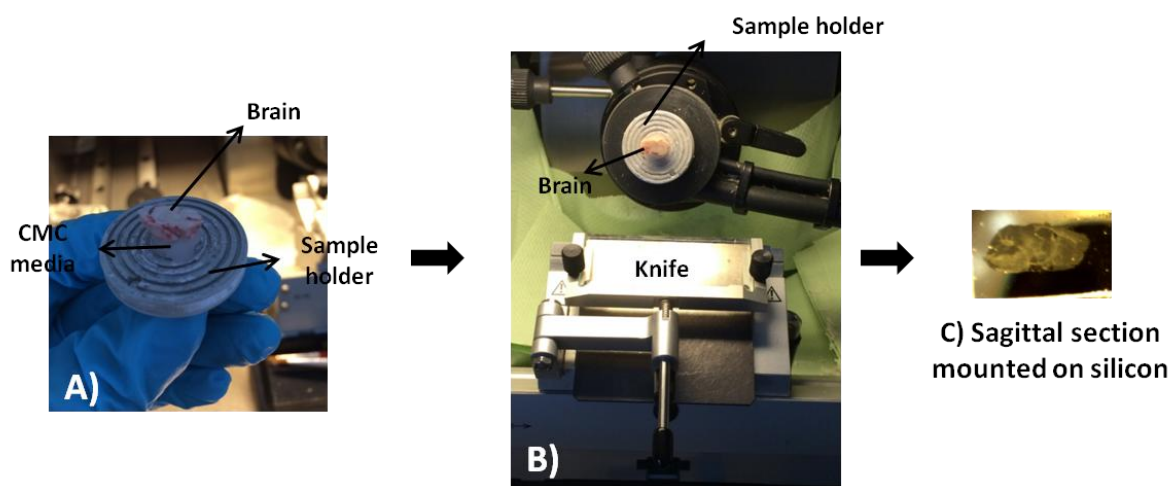 Brain
CMC
media
Sample
holder
A)
Sample holder
Brain
Knife
B)
C) Sagittal section
mounted on silicon